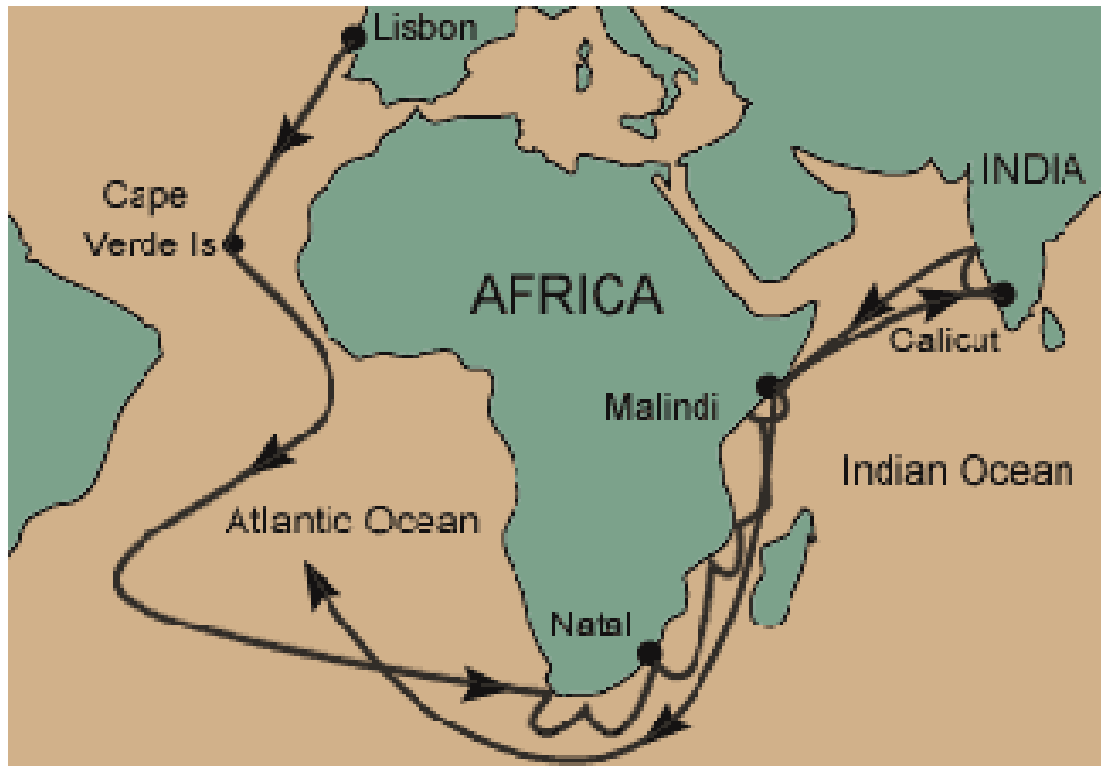 Lisbon
Cape
Verde Is
INDIA
AFRICA
Calicut
Malindi
Indian Ocean
Atlantic Ocean
Natal